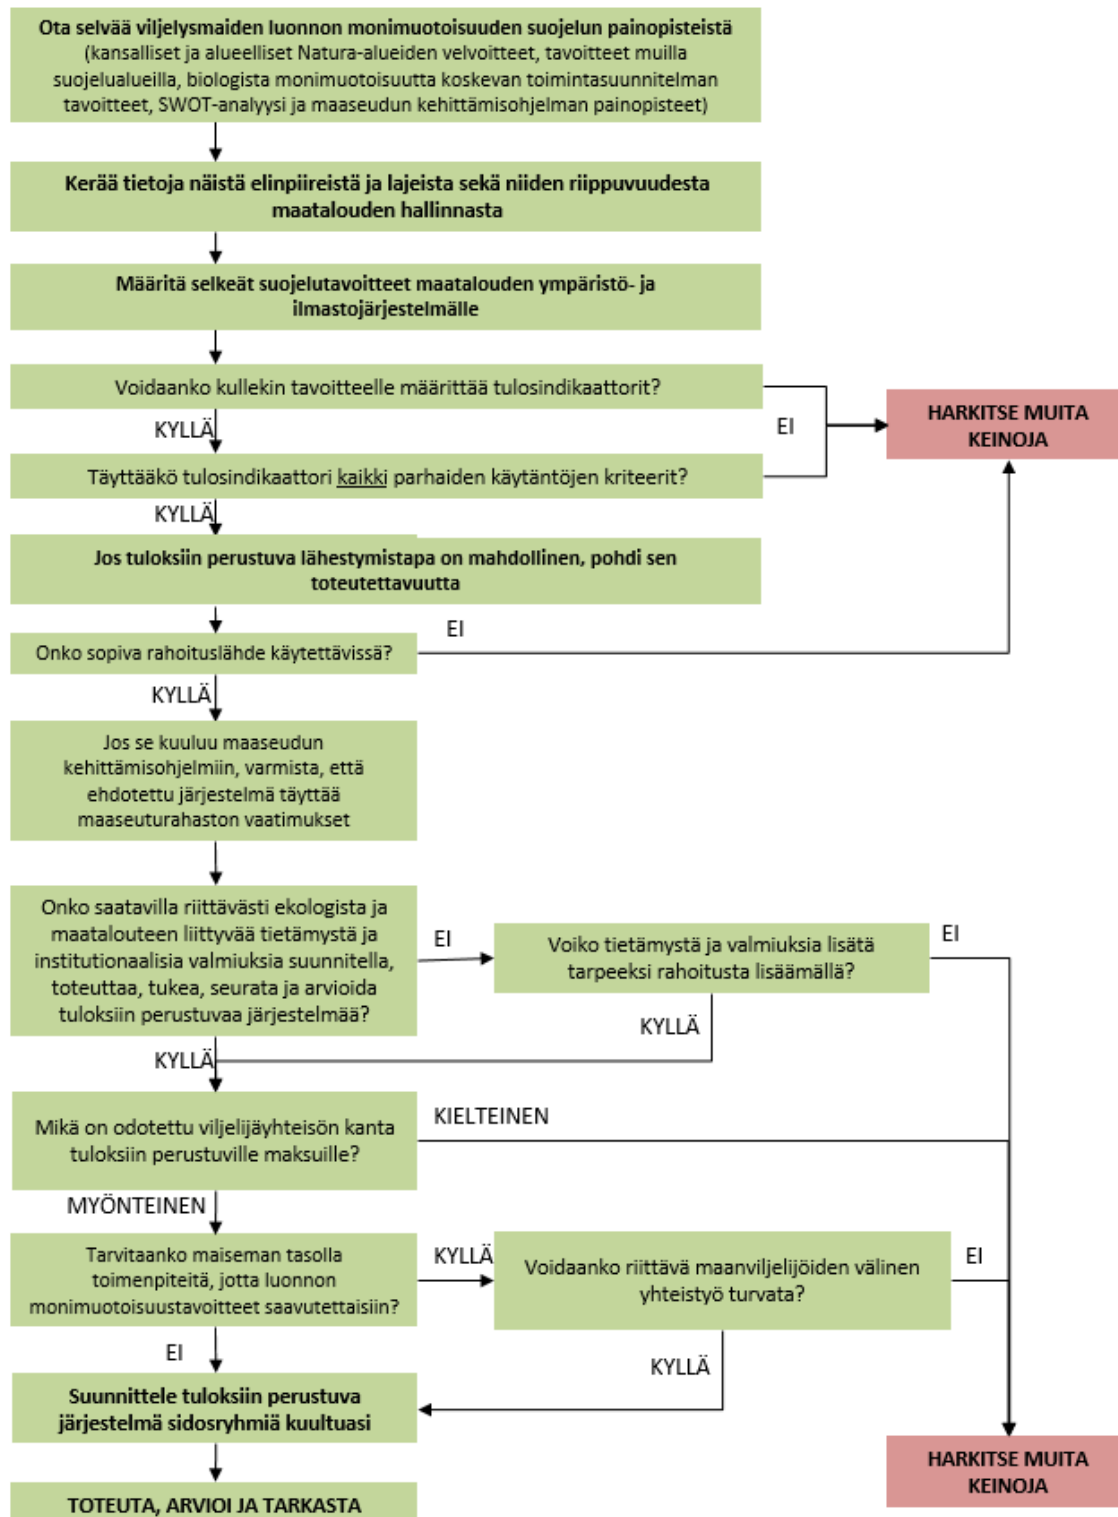 Ota selvää viljelysmaiden luonnon monimuotoisuuden suojelun painopisteistä
(kansalliset ja alueelliset Natura-alueiden velvoitteet, tavoitteet muilla
suojelualueilla, biologista monimuotoisuutta koskevan toimintasuunnitelman
tavoitteet, SWOT-analyysi ja maaseudun kehittämisohjelman painopisteet)
Kerää tietoja näistä elinpiireistä ja lajeista sekä niiden riippuvuudesta
maatalouden hallinnasta
Määritä selkeät suojelutavoitteet maatalouden ympäristö- ja
ilmastojärjestelmälle
Voidaanko kullekin tavoitteelle määrittää tulosindikaattorit?
KYLLÄ
EI
HARKITSE MUITA
KEINOJA
Täyttääkö tulosindikaattori kaikki parhaiden käytäntöjen kriteerit?
KYLLÄ
Jos tuloksiin perustuva lähestymistapa on mahdollinen, pohdi sen
toteutettavuutta
Onko sopiva rahoituslähde käytettävissä?
EI
KYLLÄ
Jos se kuuluu maaseudun
kehittämisohjelmiin, varmista, että
ehdotettu järjestelmä täyttää
maaseuturahaston vaatimukset
Onko saatavilla riittävästi ekologista ja
maatalouteen liittyvää tietämystä ja
institutionaalisia valmiuksia suunnitella,
toteuttaa, tukea, seurata ja arvioida
tuloksiin perustuvaa järjestelmää?
EI
Voiko tietämystä ja valmiuksia lisätä
tarpeeksi rahoitusta lisäämällä?
EI
KYLLÄ
KYLLÄ
Mikä on odotettu viljelijäyhteisön kanta
tuloksiin perustuville maksuille?
KIELTEINEN
MYÖNTEINEN
Tarvitaanko maiseman tasolla
toimenpiteitä, jotta luonnon
monimuotoisuustavoitteet saavutettaisiin?
KYLLÄ
Voidaanko riittävä maanviljelijöiden välinen
yhteistyö turvata?
EI
EI
KYLLÄ
Suunnittele tuloksiin perustuva
järjestelmä sidosryhmiä kuultuasi
HARKITSE MUITA
KEINOJA
TOTEUTA, ARVIOI JA TARKASTA